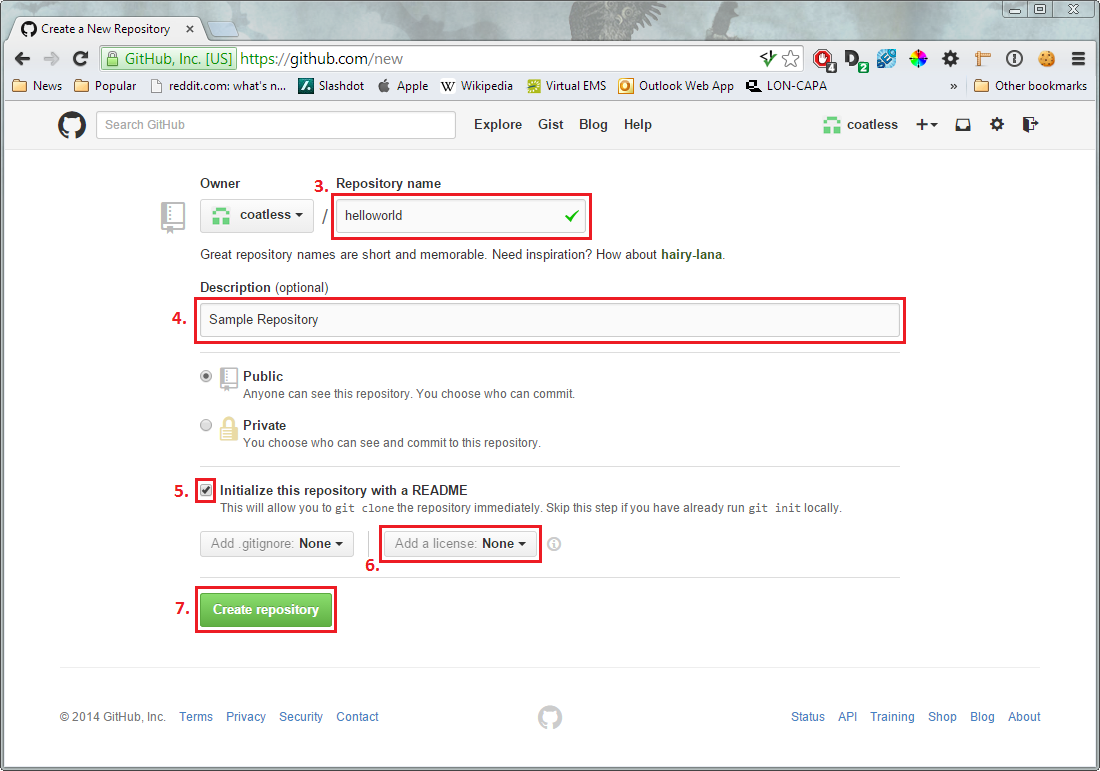 Create a New Repository
GitHub, Inc. [US] https://github.com/new
4 2
News Popular reddit.com: what's n... Slashdot Apple Wikipedia Virtual EMS Outlook Web App LON-CAPA » Other bookmarks
Search GitHub Explore Gist Blog Help coatless
Owner 3. Repository name
coatless / helloworld
Great repository names are short and memorable. Need inspiration? How about hairy-lana.
Description (optional)
4. Sample Repository
Public
Anyone can see this repository. You choose who can commit.
Private
You choose who can see and commit to this repository.
5. Initialize this repository with a README
This will allow you to git clone the repository immediately. Skip this step if you have already run git init locally.
Add .gitignore: None Add a license: None
6.
7. Create repository
© 2014 GitHub, Inc. Terms Privacy Security Contact Status API Training Shop Blog About